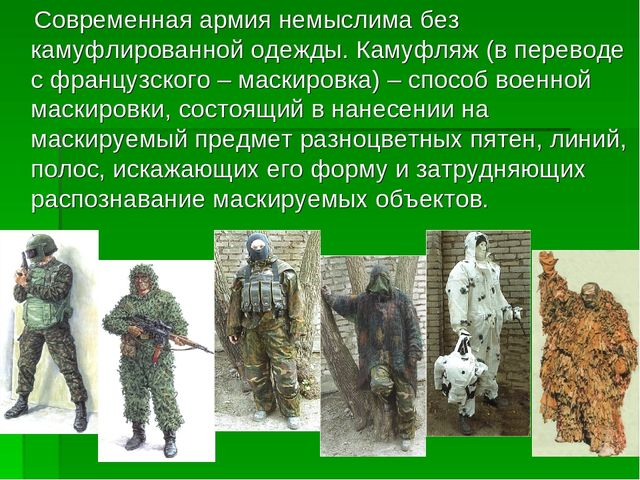 Современная армия немыслима без
камуфлированной одежды. Камуфляж (в переводе
с французского – маскировка) – способ военной
маскировки, состоящий в нанесении на
маскируемый предмет разноцветных пятен, линий,
полос, искажающих его форму и затрудняющих
распознавание маскируемых объектов.